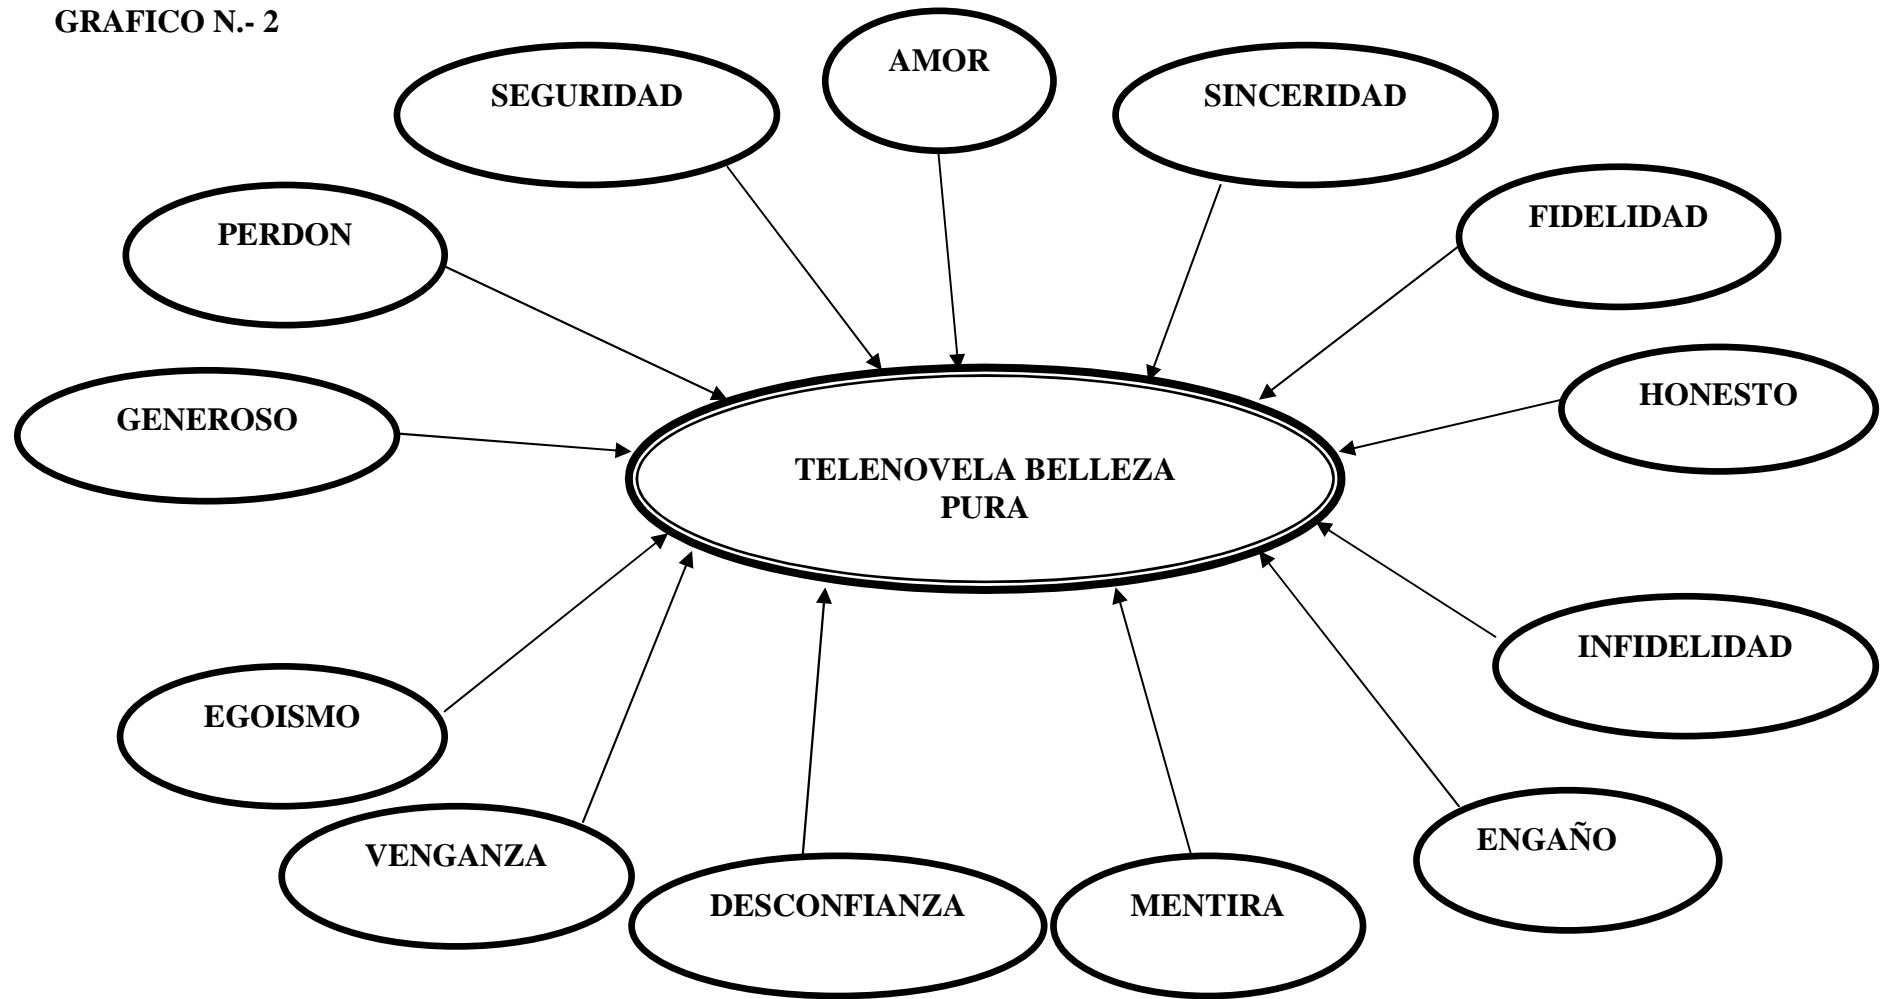 GRAFICO N.- 2
AMOR
SEGURIDAD
SINCERIDAD
FIDELIDAD
PERDON
HONESTO
GENEROSO
TELENOVELA BELLEZA
PURA
INFIDELIDAD
EGOISMO
ENGAÑO
VENGANZA
DESCONFIANZA
MENTIRA